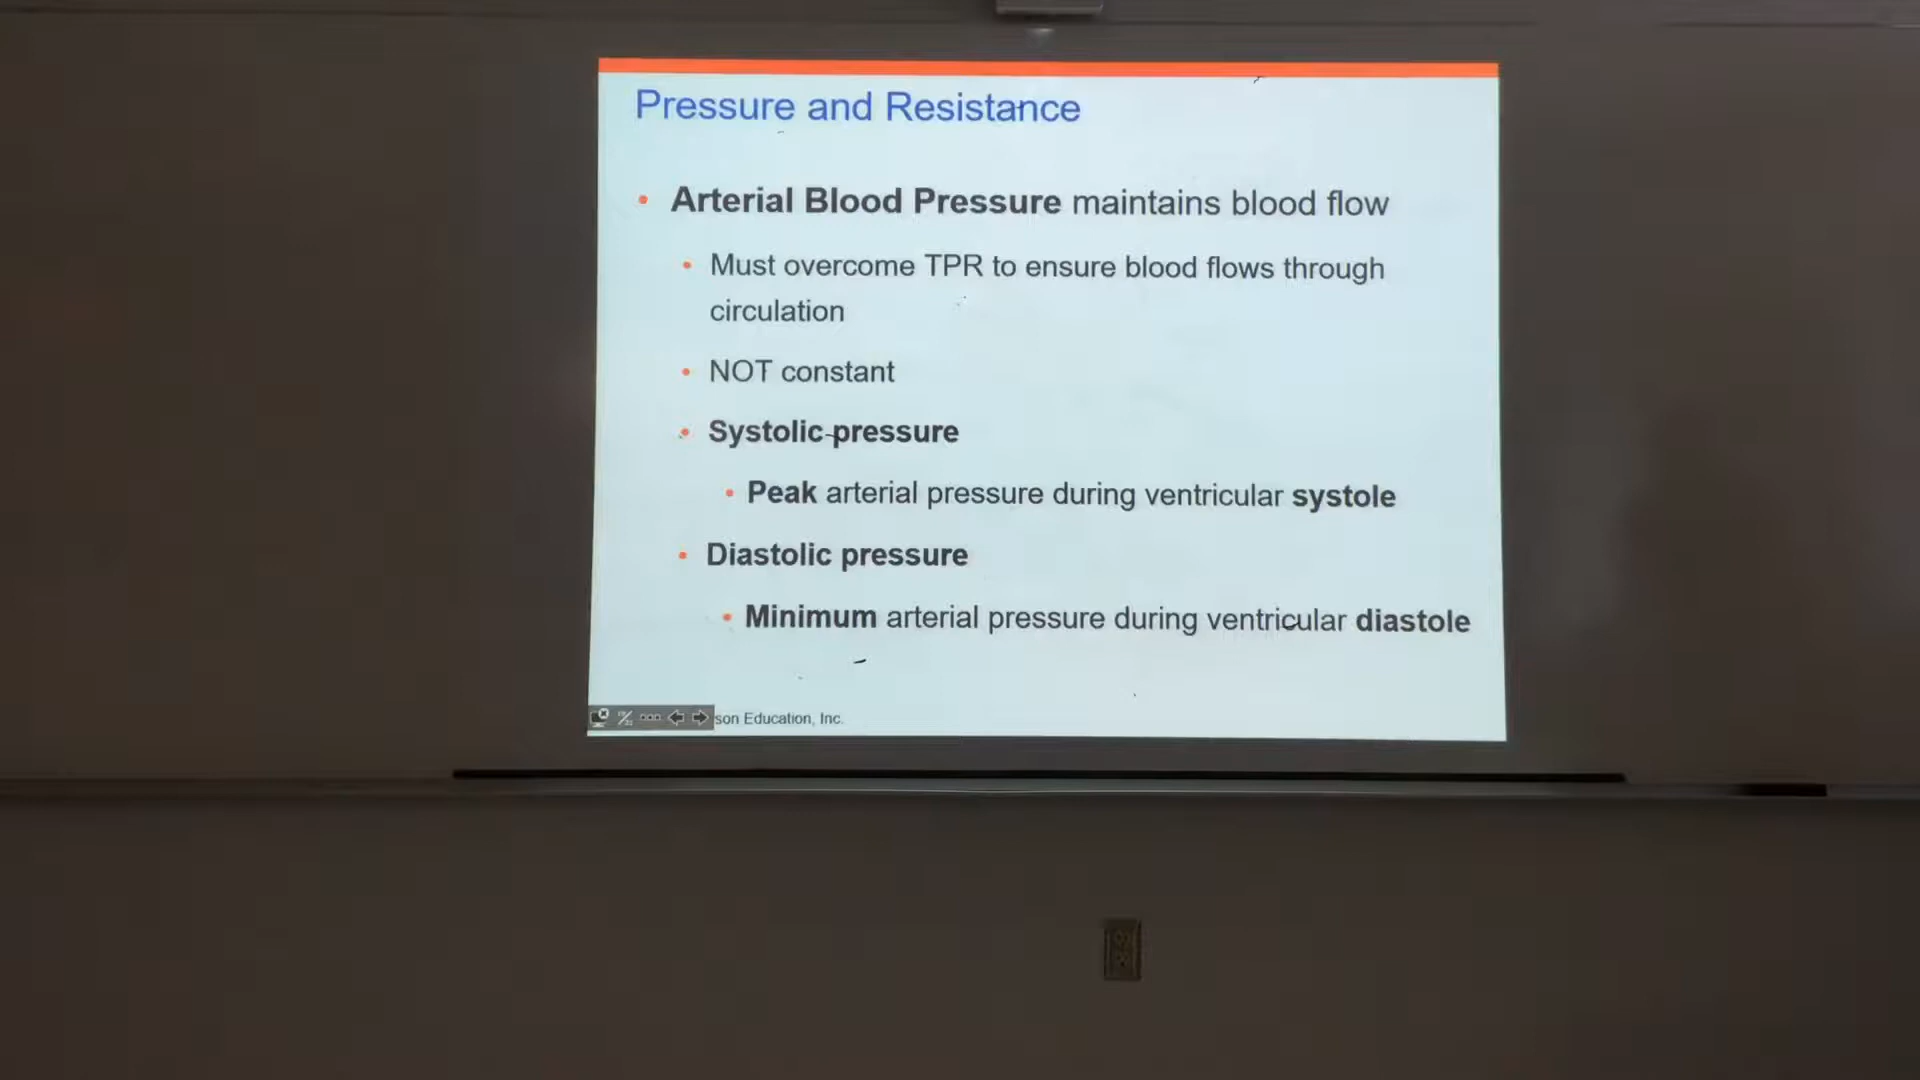 Pressure and Resistance
• Arterial Blood Pressure maintains blood flow
• Must overcome TPR to ensure blood flows through
circulation
• NOT constant
• Systolic pressure
• Peak arterial pressure during ventricular systole
• Diastolic pressure
• Minimum arterial pressure during ventricular diastole
son Education, Inc.